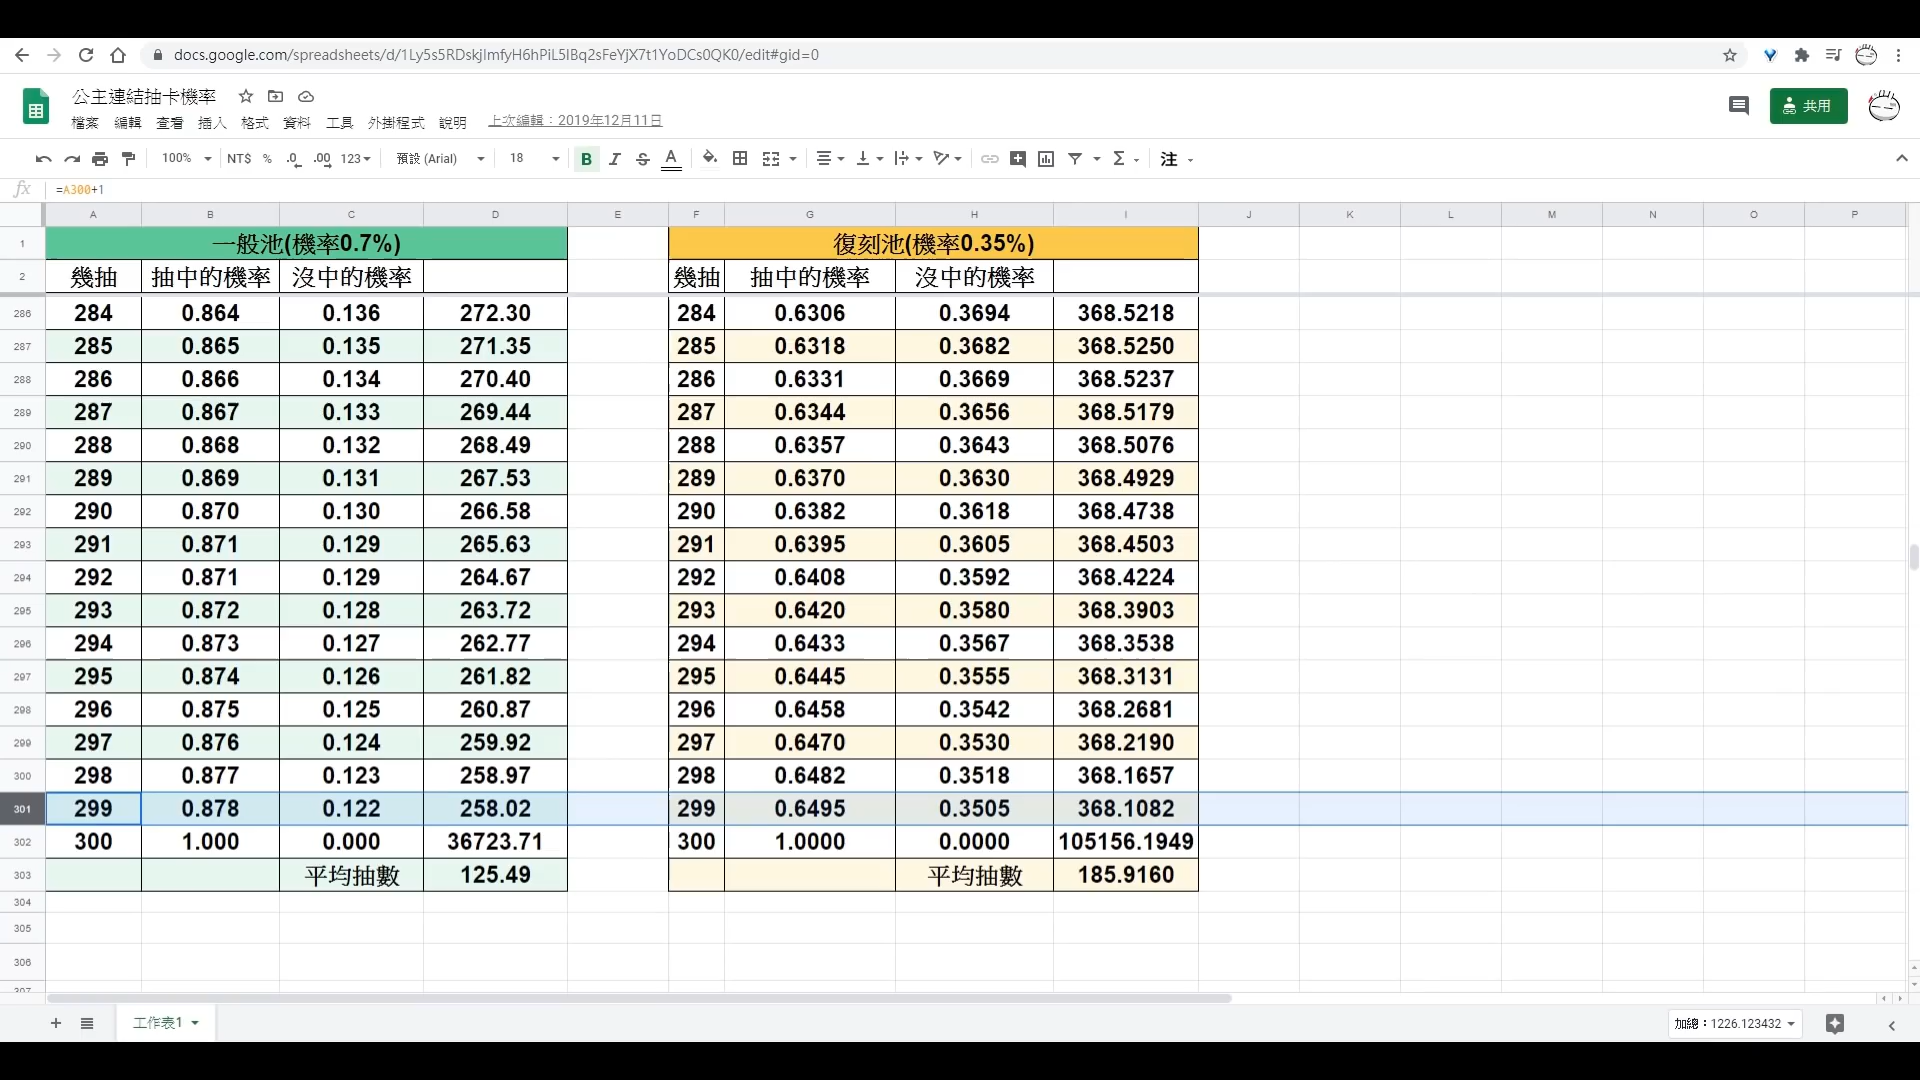 docs.google.com/spreadsheets/d/1Ly5s5RDskjImfyH6hPiL5IBq2sFeYjX7t1YoDCs0QK0/edit#gid=0
公主連結抽卡機率
檔案 編輯 查看 插入 格式 資料 工具 外掛程式 說明 上次編輯：2019年12月11日
共用
100% NT$ % .0 .00 123 預設 (Arial) 18 B I S A Σ 注
fx =A300+1
A B C D E F G H I J K L M N O P
1 一般池(機率0.7%) 復刻池(機率0.35%)
2 幾抽 抽中的機率 沒中的機率 幾抽 抽中的機率 沒中的機率
286 284 0.864 0.136 272.30 284 0.6306 0.3694 368.5218
287 285 0.865 0.135 271.35 285 0.6318 0.3682 368.5250
288 286 0.866 0.134 270.40 286 0.6331 0.3669 368.5237
289 287 0.867 0.133 269.44 287 0.6344 0.3656 368.5179
290 288 0.868 0.132 268.49 288 0.6357 0.3643 368.5076
291 289 0.869 0.131 267.53 289 0.6370 0.3630 368.4929
292 290 0.870 0.130 266.58 290 0.6382 0.3618 368.4738
293 291 0.871 0.129 265.63 291 0.6395 0.3605 368.4503
294 292 0.871 0.129 264.67 292 0.6408 0.3592 368.4224
295 293 0.872 0.128 263.72 293 0.6420 0.3580 368.3903
296 294 0.873 0.127 262.77 294 0.6433 0.3567 368.3538
297 295 0.874 0.126 261.82 295 0.6445 0.3555 368.3131
298 296 0.875 0.125 260.87 296 0.6458 0.3542 368.2681
299 297 0.876 0.124 259.92 297 0.6470 0.3530 368.2190
300 298 0.877 0.123 258.97 298 0.6482 0.3518 368.1657
301 299 0.878 0.122 258.02 299 0.6495 0.3505 368.1082
302 300 1.000 0.000 36723.71 300 1.0000 0.0000 105156.1949
303 平均抽數 125.49 平均抽數 185.9160
304
305
306
307
工作表1 加總：1226.123432